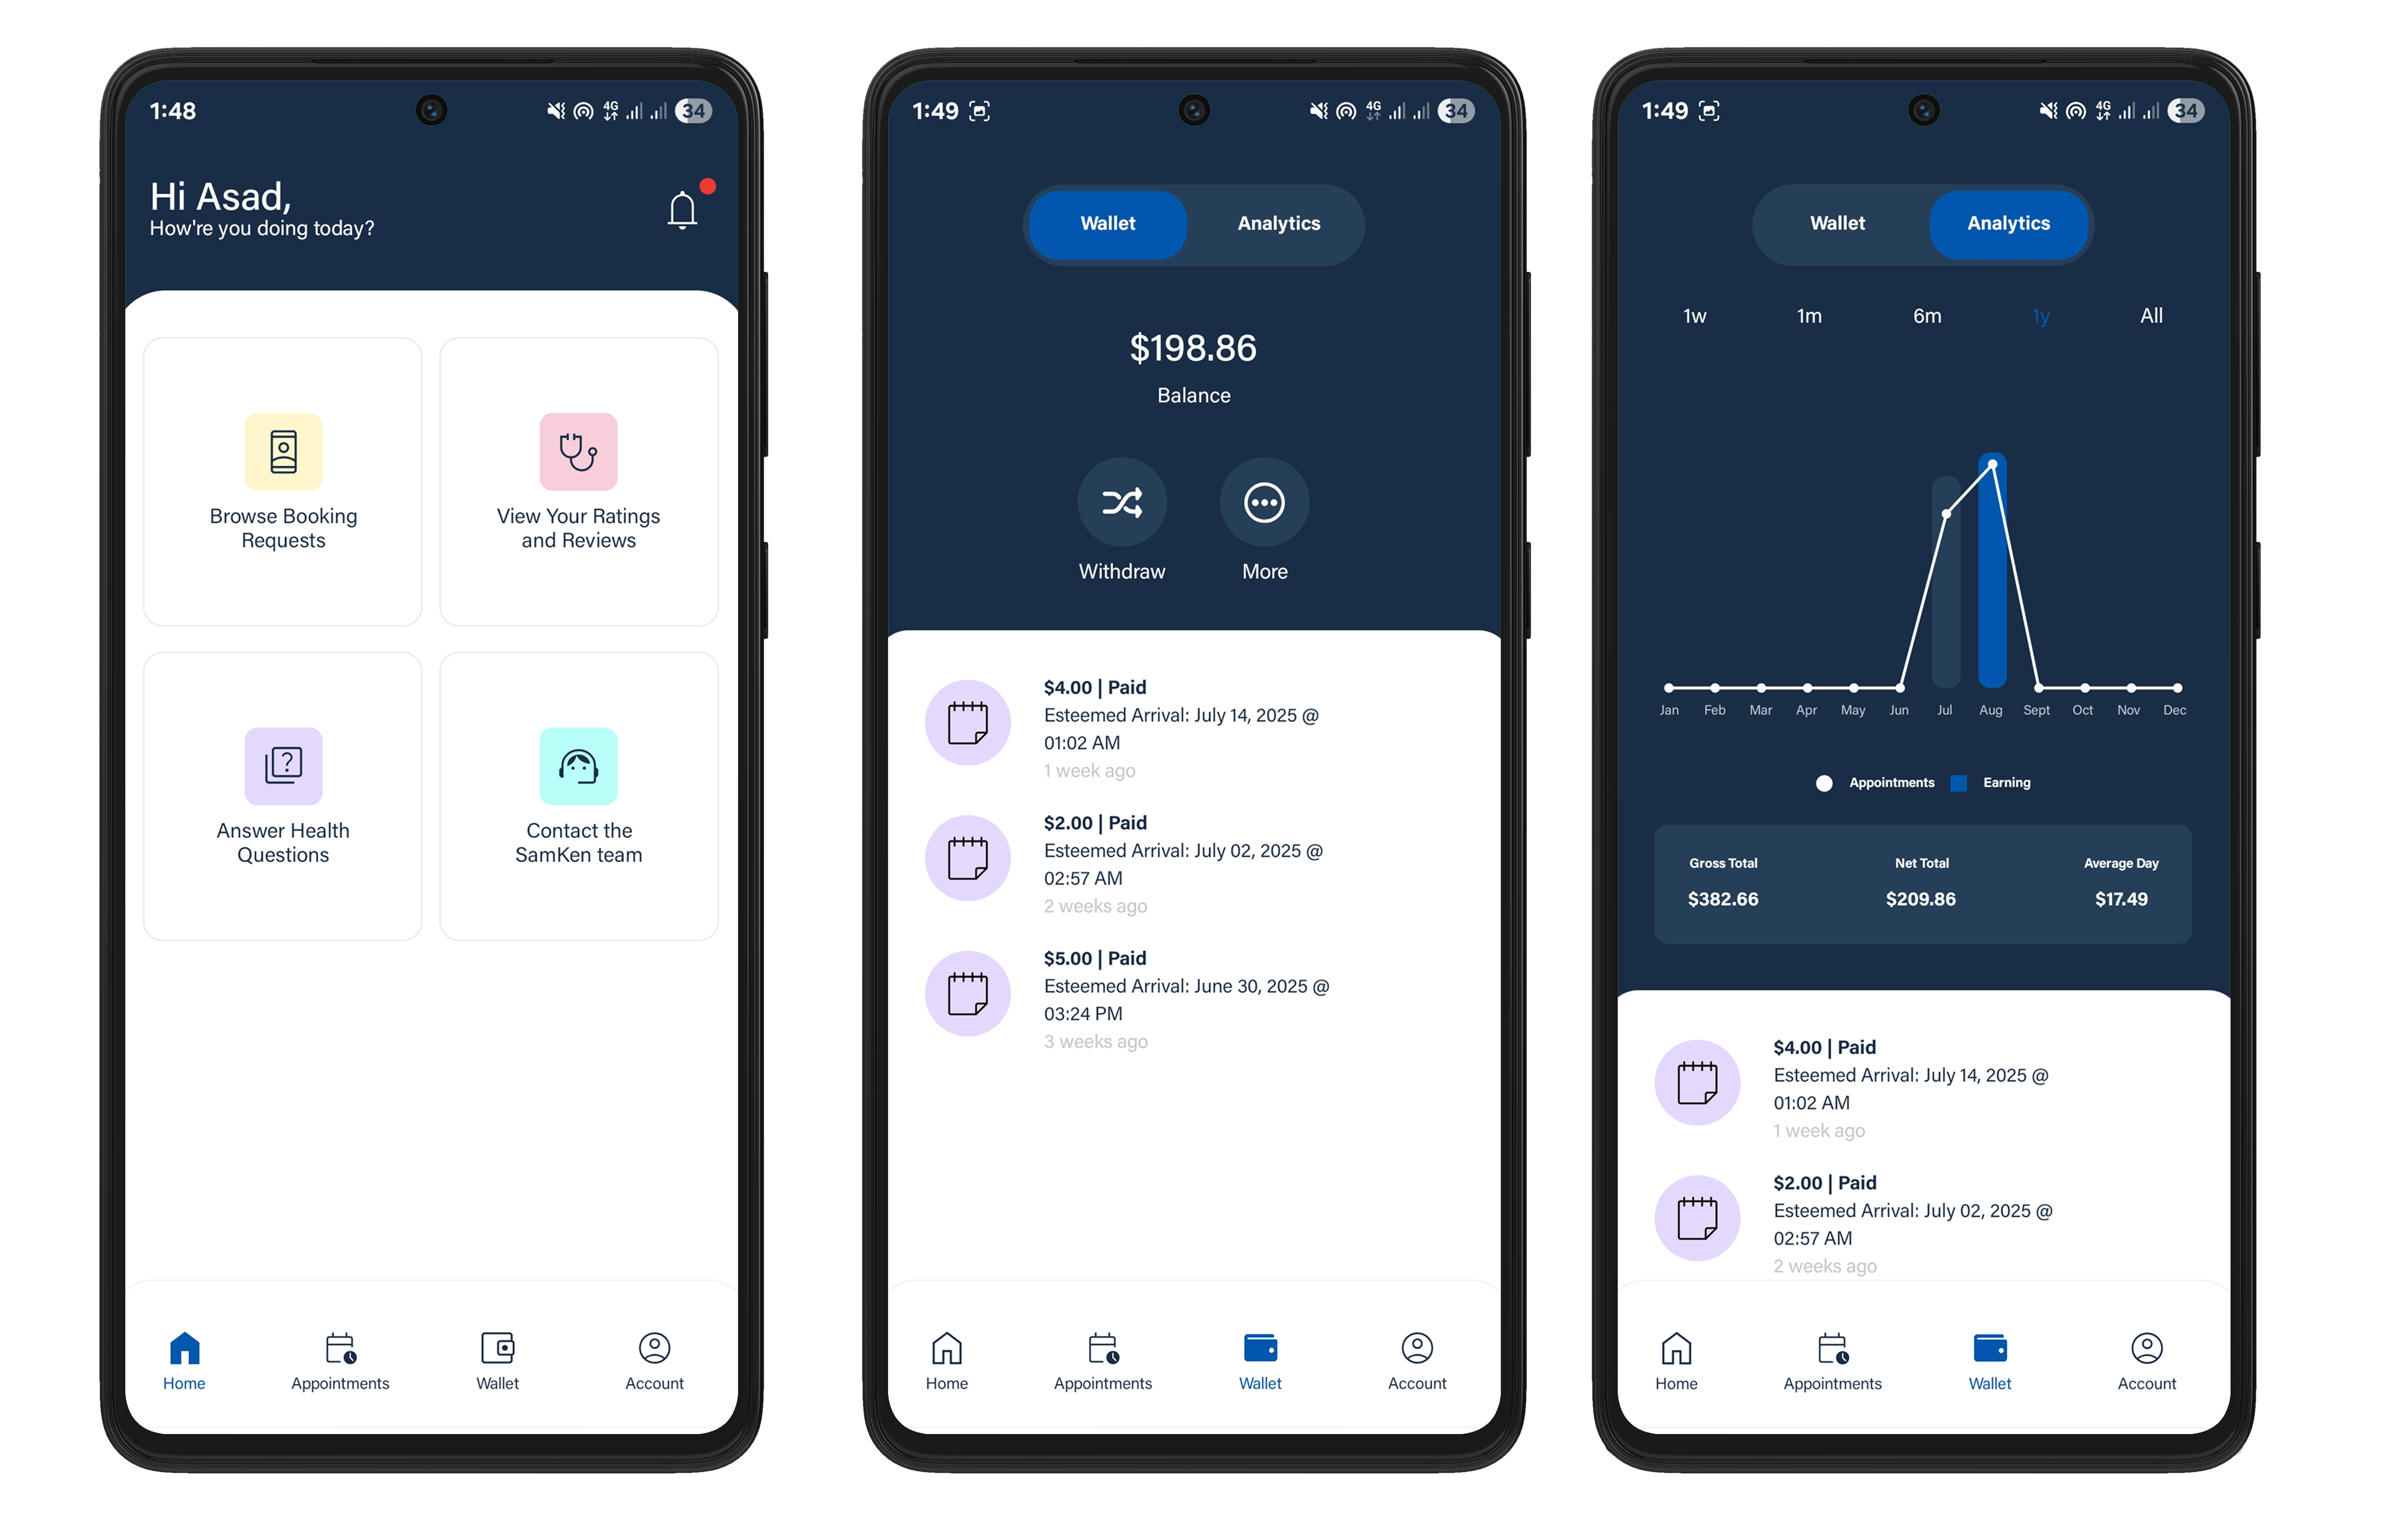 1:48
4G
34
Hi Asad,
How're you doing today?
Browse Booking
Requests
View Your Ratings
and Reviews
Answer Health
Questions
Contact the
SamKen team
Home
Appointments
Wallet
Account
1:49
4G
34
Wallet
Analytics
$198.86
Balance
Withdraw
More
$4.00 | Paid
Esteemed Arrival: July 14, 2025 @
01:02 AM
1 week ago
$2.00 | Paid
Esteemed Arrival: July 02, 2025 @
02:57 AM
2 weeks ago
$5.00 | Paid
Esteemed Arrival: June 30, 2025 @
03:24 PM
3 weeks ago
Home
Appointments
Wallet
Account
1:49
4G
34
Wallet
Analytics
1w
1m
6m
1y
All
Jan
Feb
Mar
Apr
May
Jun
Jul
Aug
Sept
Oct
Nov
Dec
Appointments
Earning
Gross Total
Net Total
Average Day
$382.66
$209.86
$17.49
$4.00 | Paid
Esteemed Arrival: July 14, 2025 @
01:02 AM
1 week ago
$2.00 | Paid
Esteemed Arrival: July 02, 2025 @
02:57 AM
2 weeks ago
Home
Appointments
Wallet
Account